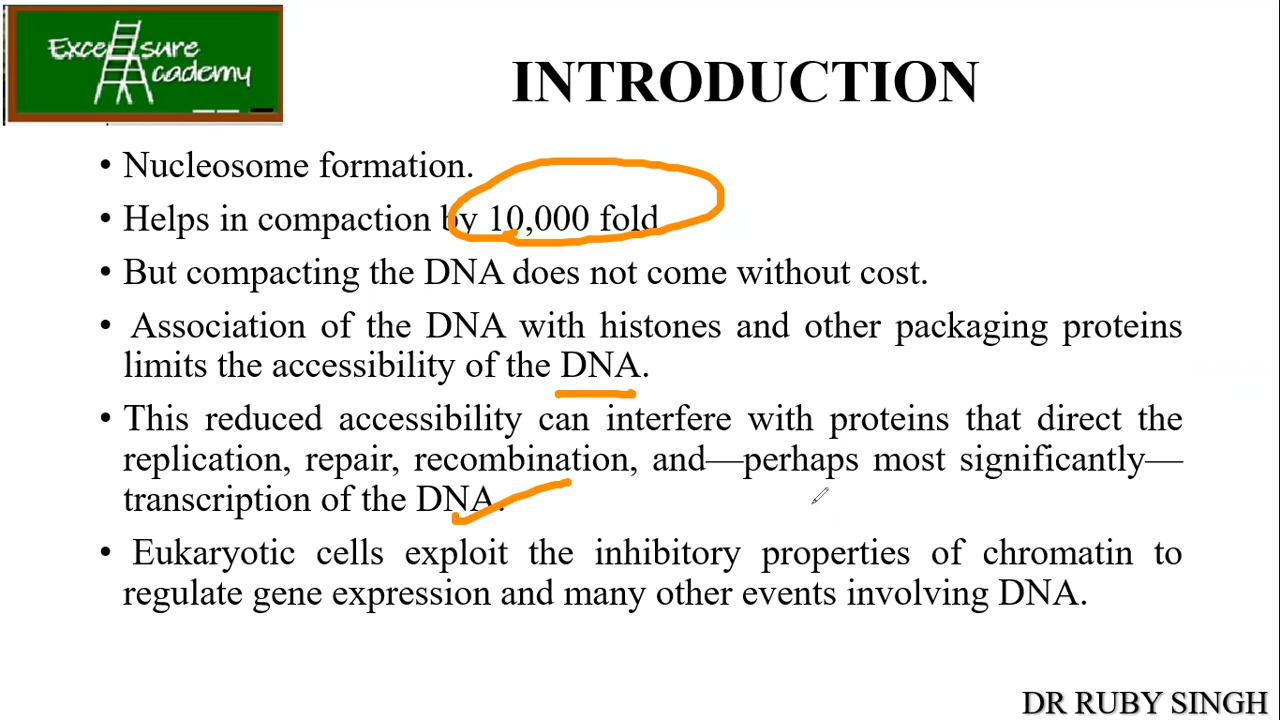 Excellsure
Academy
INTRODUCTION
• Nucleosome formation.
• Helps in compaction by 10,000 fold
• But compacting the DNA does not come without cost.
• Association of the DNA with histones and other packaging proteins
limits the accessibility of the DNA.
• This reduced accessibility can interfere with proteins that direct the
replication, repair, recombination, and—perhaps most significantly—
transcription of the DNA.
• Eukaryotic cells exploit the inhibitory properties of chromatin to
regulate gene expression and many other events involving DNA.
DR RUBY SINGH